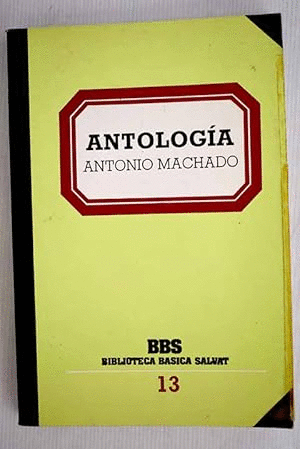 ANTOLOGÍA
ANTONIO MACHADO
BBS
BIBLIOTECA BASICA SALVAT
13